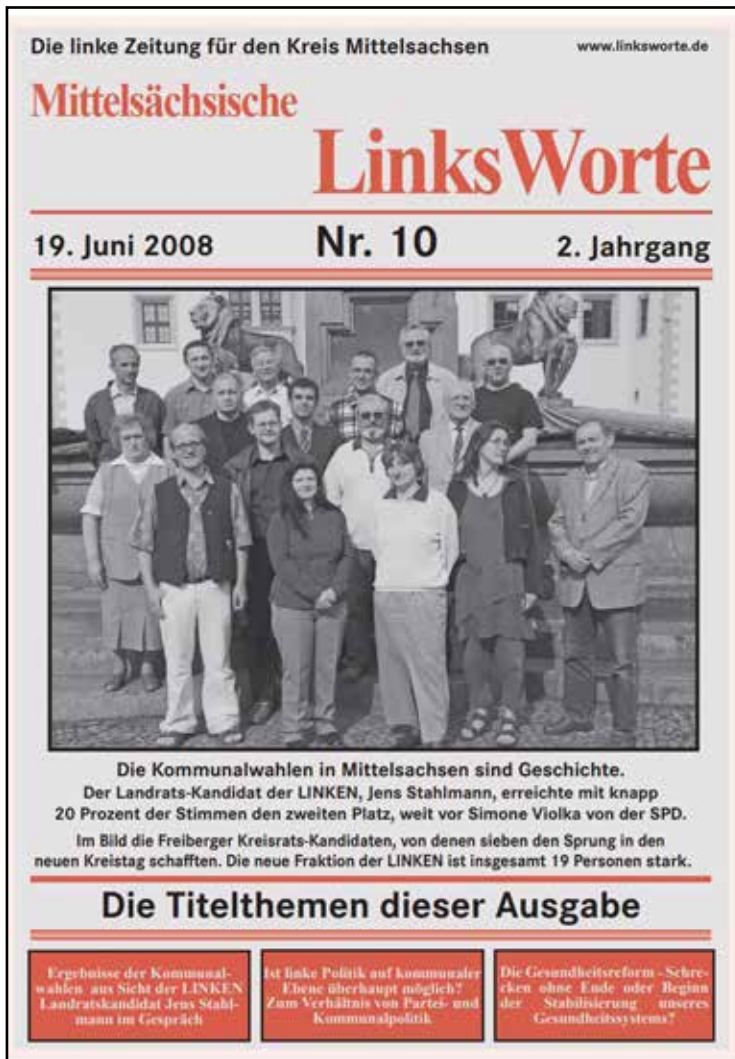 Die linke Zeitung für den Kreis Mittelsachsen
www.linksworte.de
Mittelsächsische
LinksWorte
19. Juni 2008
Nr. 10
2. Jahrgang
Die Kommunalwahlen in Mittelsachsen sind Geschichte.
Der Landrats-Kandidat der LINKEN, Jens Stahlmann, erreichte mit knapp
20 Prozent der Stimmen den zweiten Platz, weit vor Simone Violka von der SPD.
Im Bild die Freiberger Kreisrats-Kandidaten, von denen sieben den Sprung in den
neuen Kreistag schafften. Die neue Fraktion der LINKEN ist insgesamt 19 Personen stark.
Die Titelthemen dieser Ausgabe
Ergebnisse der Kommunal-
wahlen aus Sicht der LINKEN
Landratskandidat Jens Stahl-
mann im Gespräch
Ist linke Politik auf kommunaler
Ebene überhaupt möglich?
Zum Verhältnis von Partei- und
Kommunalpolitik
Die Gesundheitsreform - Schre-
cken ohne Ende oder Beginn
der Stabilisierung unseres
Gesundheitssystems?